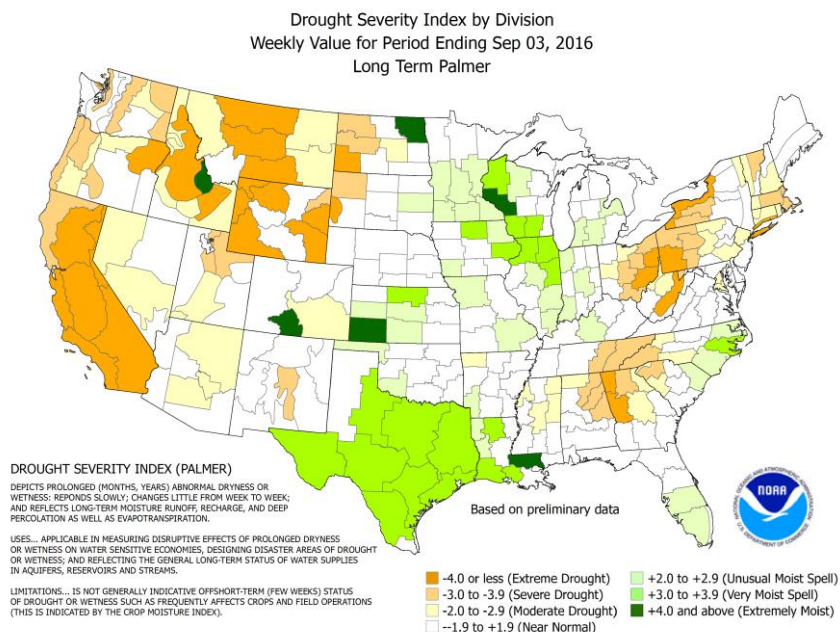 Drought Severity Index by Division
Weekly Value for Period Ending Sep 03, 2016
Long Term Palmer
DROUGHT SEVERITY INDEX (PALMER)
DEPICTS PROLONGED (MONTHS, YEARS) ABNORMAL DRYNESS OR
WETNESS: REPONDS SLOWLY; CHANGES LITTLE FROM WEEK TO WEEK;
AND REFLECTS LONG-TERM MOISTURE RUNOFF, RECHARGE, AND DEEP
PERCOLATION AS WELL AS EVAPOTRANSPIRATION.
USES... APPLICABLE IN MEASURING DISRUPTIVE EFFECTS OF PROLONGED DRYNESS
OR WETNESS ON WATER SENSITIVE ECONOMIES, DESIGNING DISASTER AREAS OF DROUGHT
OR WETNESS; AND REFLECTING THE GENERAL LONG-TERM STATUS OF WATER SUPPLIES
IN AQUIFERS, RESERVOIRS AND STREAMS.
LIMITATIONS... IS NOT GENERALLY INDICATIVE OFFSHORT-TERM (FEW WEEKS) STATUS
OF DROUGHT OR WETNESS SUCH AS FREQUENTLY AFFECTS CROPS AND FIELD OPERATIONS
(THIS IS INDICATED BY THE CROP MOISTURE INDEX).
Based on preliminary data
NATIONAL OCEANIC AND ATMOSPHERIC ADMINISTRATION
NOAA
U.S. DEPARTMENT OF COMMERCE
-4.0 or less (Extreme Drought)
-3.0 to -3.9 (Severe Drought)
-2.0 to -2.9 (Moderate Drought)
--1.9 to +1.9 (Near Normal)
+2.0 to +2.9 (Unusual Moist Spell)
+3.0 to +3.9 (Very Moist Spell)
+4.0 and above (Extremely Moist)